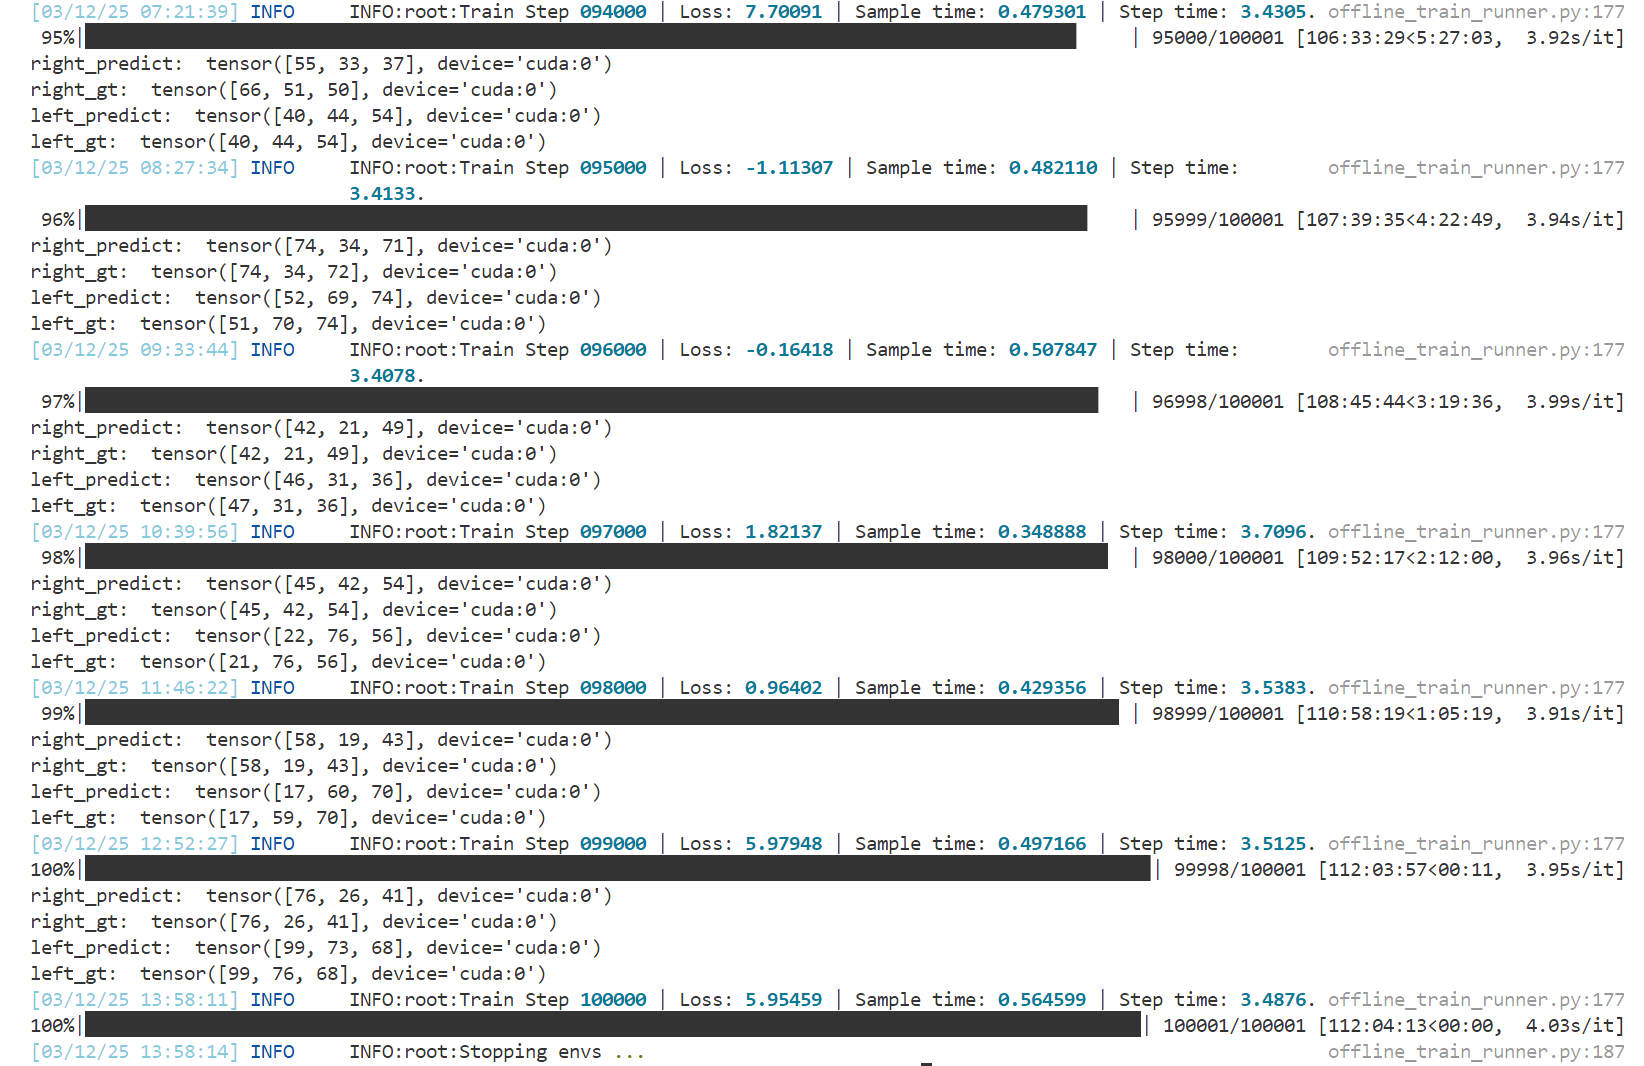 [03/12/25 07:21:39] INFO     INFO:root:Train Step 094000 | Loss: 7.70091 | Sample time: 0.479301 | Step time: 3.4305. offline_train_runner.py:177
 95%| | 95000/100001 [106:33:29<5:27:03,  3.92s/it]
right_predict:  tensor([55, 33, 37], device='cuda:0')
right_gt:  tensor([66, 51, 50], device='cuda:0')
left_predict:  tensor([40, 44, 54], device='cuda:0')
left_gt:  tensor([40, 44, 54], device='cuda:0')
[03/12/25 08:27:34] INFO     INFO:root:Train Step 095000 | Loss: -1.11307 | Sample time: 0.482110 | Step time:        offline_train_runner.py:177
                             3.4133.
 96%| | 95999/100001 [107:39:35<4:22:49,  3.94s/it]
right_predict:  tensor([74, 34, 71], device='cuda:0')
right_gt:  tensor([74, 34, 72], device='cuda:0')
left_predict:  tensor([52, 69, 74], device='cuda:0')
left_gt:  tensor([51, 70, 74], device='cuda:0')
[03/12/25 09:33:44] INFO     INFO:root:Train Step 096000 | Loss: -0.16418 | Sample time: 0.507847 | Step time:        offline_train_runner.py:177
                             3.4078.
 97%| | 96998/100001 [108:45:44<3:19:36,  3.99s/it]
right_predict:  tensor([42, 21, 49], device='cuda:0')
right_gt:  tensor([42, 21, 49], device='cuda:0')
left_predict:  tensor([46, 31, 36], device='cuda:0')
left_gt:  tensor([47, 31, 36], device='cuda:0')
[03/12/25 10:39:56] INFO     INFO:root:Train Step 097000 | Loss: 1.82137 | Sample time: 0.348888 | Step time: 3.7096. offline_train_runner.py:177
 98%| | 98000/100001 [109:52:17<2:12:00,  3.96s/it]
right_predict:  tensor([45, 42, 54], device='cuda:0')
right_gt:  tensor([45, 42, 54], device='cuda:0')
left_predict:  tensor([22, 76, 56], device='cuda:0')
left_gt:  tensor([21, 76, 56], device='cuda:0')
[03/12/25 11:46:22] INFO     INFO:root:Train Step 098000 | Loss: 0.96402 | Sample time: 0.429356 | Step time: 3.5383. offline_train_runner.py:177
 99%| | 98999/100001 [110:58:19<1:05:19,  3.91s/it]
right_predict:  tensor([58, 19, 43], device='cuda:0')
right_gt:  tensor([58, 19, 43], device='cuda:0')
left_predict:  tensor([17, 60, 70], device='cuda:0')
left_gt:  tensor([17, 59, 70], device='cuda:0')
[03/12/25 12:52:27] INFO     INFO:root:Train Step 099000 | Loss: 5.97948 | Sample time: 0.497166 | Step time: 3.5125. offline_train_runner.py:177
100%| | 99998/100001 [112:03:57<00:11,  3.95s/it]
right_predict:  tensor([76, 26, 41], device='cuda:0')
right_gt:  tensor([76, 26, 41], device='cuda:0')
left_predict:  tensor([99, 73, 68], device='cuda:0')
left_gt:  tensor([99, 76, 68], device='cuda:0')
[03/12/25 13:58:11] INFO     INFO:root:Train Step 100000 | Loss: 5.95459 | Sample time: 0.564599 | Step time: 3.4876. offline_train_runner.py:177
100%| | 100001/100001 [112:04:13<00:00,  4.03s/it]
[03/12/25 13:58:14] INFO     INFO:root:Stopping envs ...        offline_train_runner.py:187